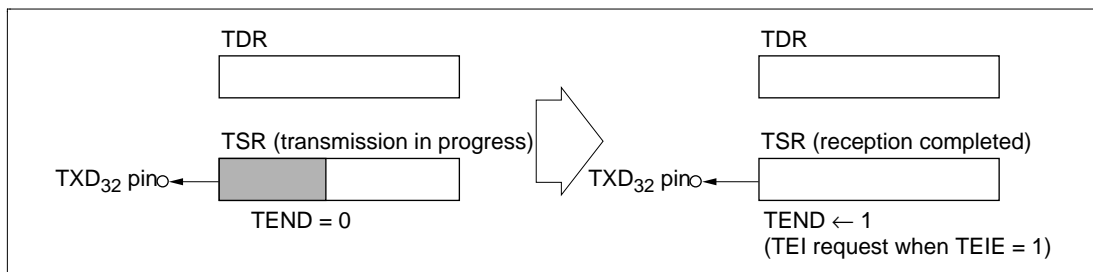 TDR
TSR (transmission in progress)
TXD32 pin
TEND = 0
TDR
TSR (reception completed)
TXD32 pin
TEND ← 1
(TEI request when TEIE = 1)